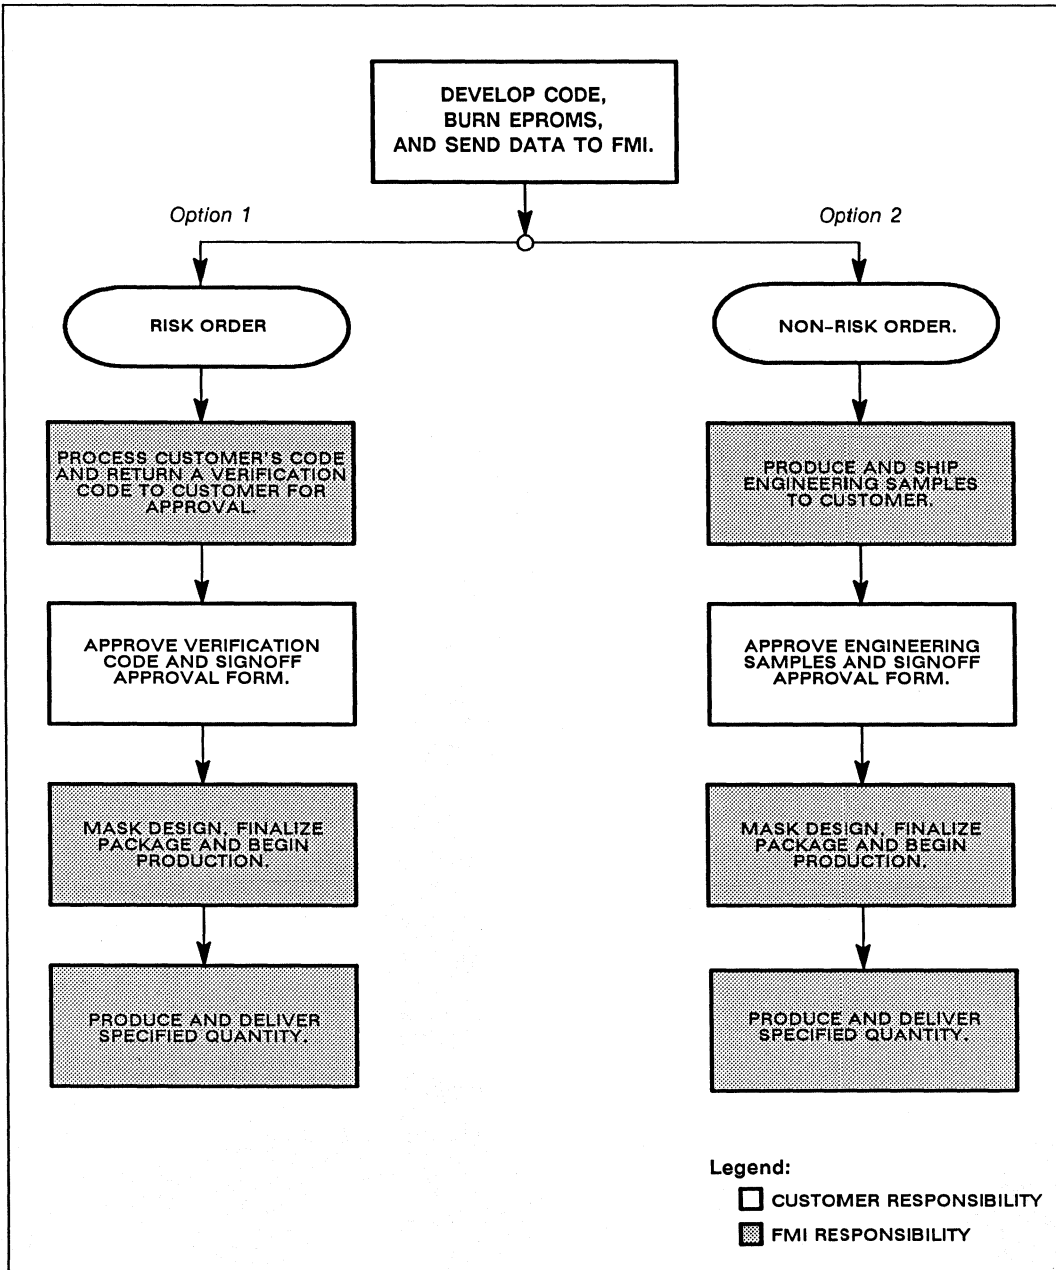 DEVELOP CODE,
BURN EPROMS,
AND SEND DATA TO FMI.
Option 1
Option 2
RISK ORDER
NON-RISK ORDER.
PROCESS CUSTOMER'S CODE
AND RETURN A VERIFICATION
CODE TO CUSTOMER FOR
APPROVAL.
PRODUCE AND SHIP
ENGINEERING SAMPLES
TO CUSTOMER.
APPROVE VERIFICATION
CODE AND SIGNOFF
APPROVAL FORM.
APPROVE ENGINEERING
SAMPLES AND SIGNOFF
APPROVAL FORM.
MASK DESIGN, FINALIZE
PACKAGE AND BEGIN
PRODUCTION.
MASK DESIGN, FINALIZE
PACKAGE AND BEGIN
PRODUCTION.
PRODUCE AND DELIVER
SPECIFIED QUANTITY.
PRODUCE AND DELIVER
SPECIFIED QUANTITY.
Legend:
CUSTOMER RESPONSIBILITY
FMI RESPONSIBILITY